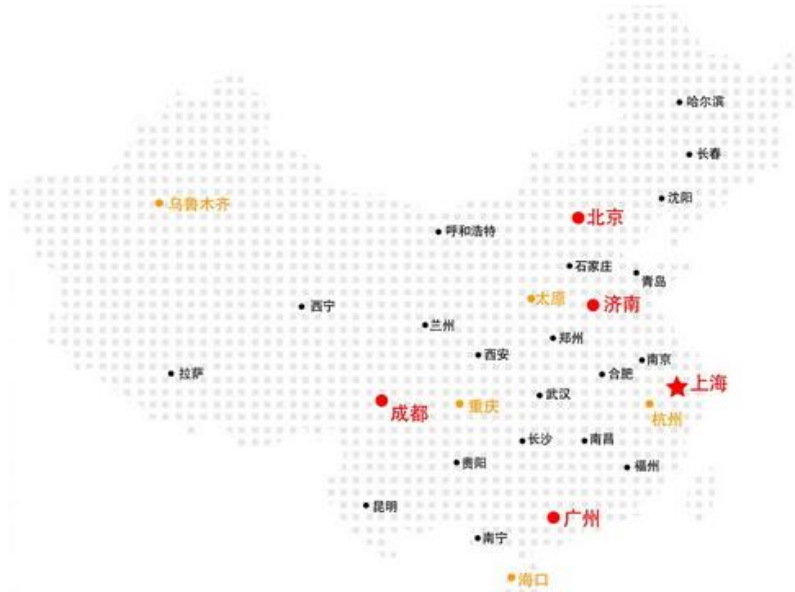 哈尔滨
长春
沈阳
乌鲁木齐
北京
呼和浩特
石家庄
青岛
太原
济南
西宁
兰州
郑州
西安
南京
拉萨
合肥
上海
武汉
成都
重庆
杭州
长沙
南昌
贵阳
福州
昆明
广州
南宁
海口